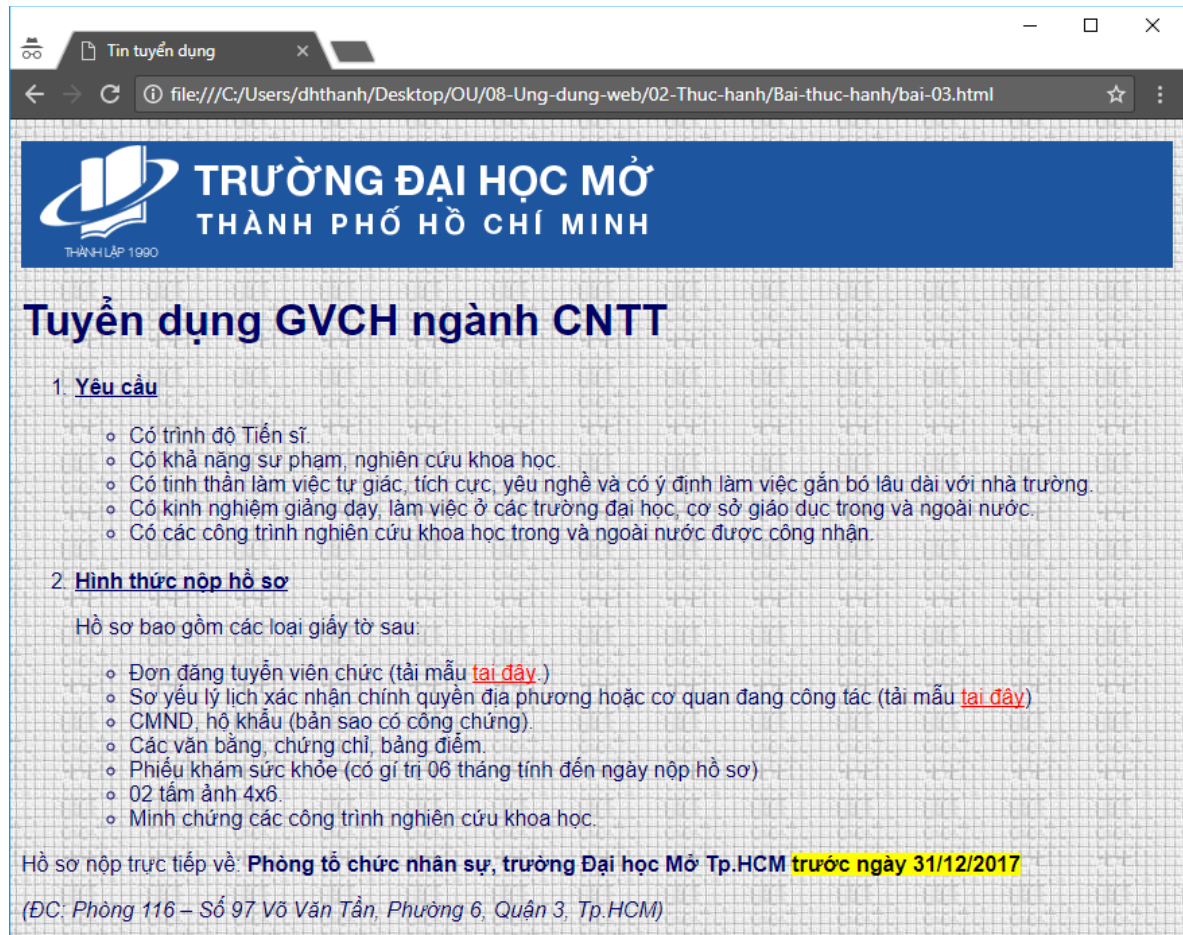 Tin tuyển dụng
file:///C:/Users/dhthanh/Desktop/OU/08-Ung-dung-web/02-Thuc-hanh/Bai-thuc-hanh/bai-03.html
TRƯỜNG ĐẠI HỌC MỞ
THÀNH PHỐ HỒ CHÍ MINH
THÀNH LẬP 1990
Tuyển dụng GVCH ngành CNTT
1. Yêu cầu
Có trình độ Tiến sĩ.
Có khả năng sư phạm, nghiên cứu khoa học.
Có tinh thần làm việc tự giác, tích cực, yêu nghề và có ý định làm việc gắn bó lâu dài với nhà trường.
Có kinh nghiệm giảng dạy, làm việc ở các trường đại học, cơ sở giáo dục trong và ngoài nước.
Có các công trình nghiên cứu khoa học trong và ngoài nước được công nhận.
2. Hình thức nộp hồ sơ
Hồ sơ bao gồm các loại giấy tờ sau:
Đơn đăng tuyển viên chức (tải mẫu tại đây.)
Sơ yếu lý lịch xác nhận chính quyền địa phương hoặc cơ quan đang công tác (tải mẫu tại đây)
CMND, hộ khẩu (bản sao có công chứng).
Các văn bằng, chứng chỉ, bảng điểm.
Phiếu khám sức khỏe (có gí trị 06 tháng tính đến ngày nộp hồ sơ)
02 tấm ảnh 4x6.
Minh chứng các công trình nghiên cứu khoa học.
Hồ sơ nộp trực tiếp về: Phòng tổ chức nhân sự, trường Đại học Mở Tp.HCM trước ngày 31/12/2017
(ĐC: Phòng 116 – Số 97 Võ Văn Tần, Phường 6, Quận 3, Tp.HCM)